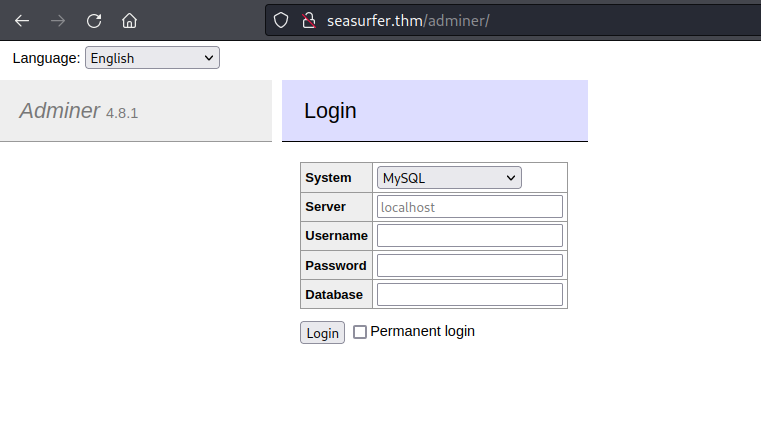 seasurfer.thm/adminer/
Language: English
Adminer 4.8.1
Login
System MySQL
Server localhost
Username
Password
Database
Login Permanent login